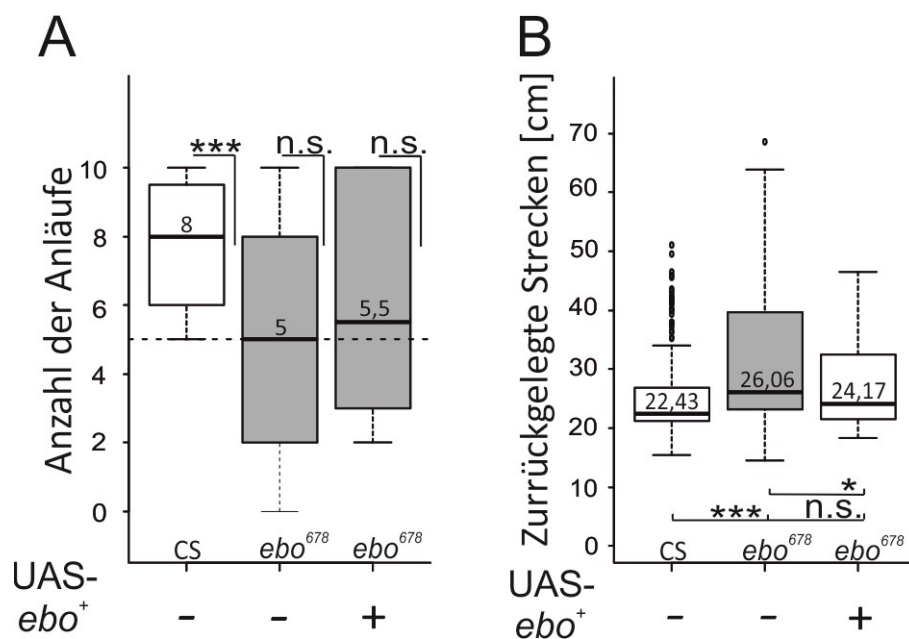 A
Anzahl der Anläufe
10
8
6
4
2
0
***
n.s.
n.s.
8
5
5,5
CS
ebo678
ebo678
UAS-
ebo+
-
-
+
B
Zurrückgelegte Strecken [cm]
70
60
50
40
30
20
10
0
22,43
26,06
24,17
*
***
n.s.
CS
ebo678
ebo678
UAS-
ebo+
-
-
+